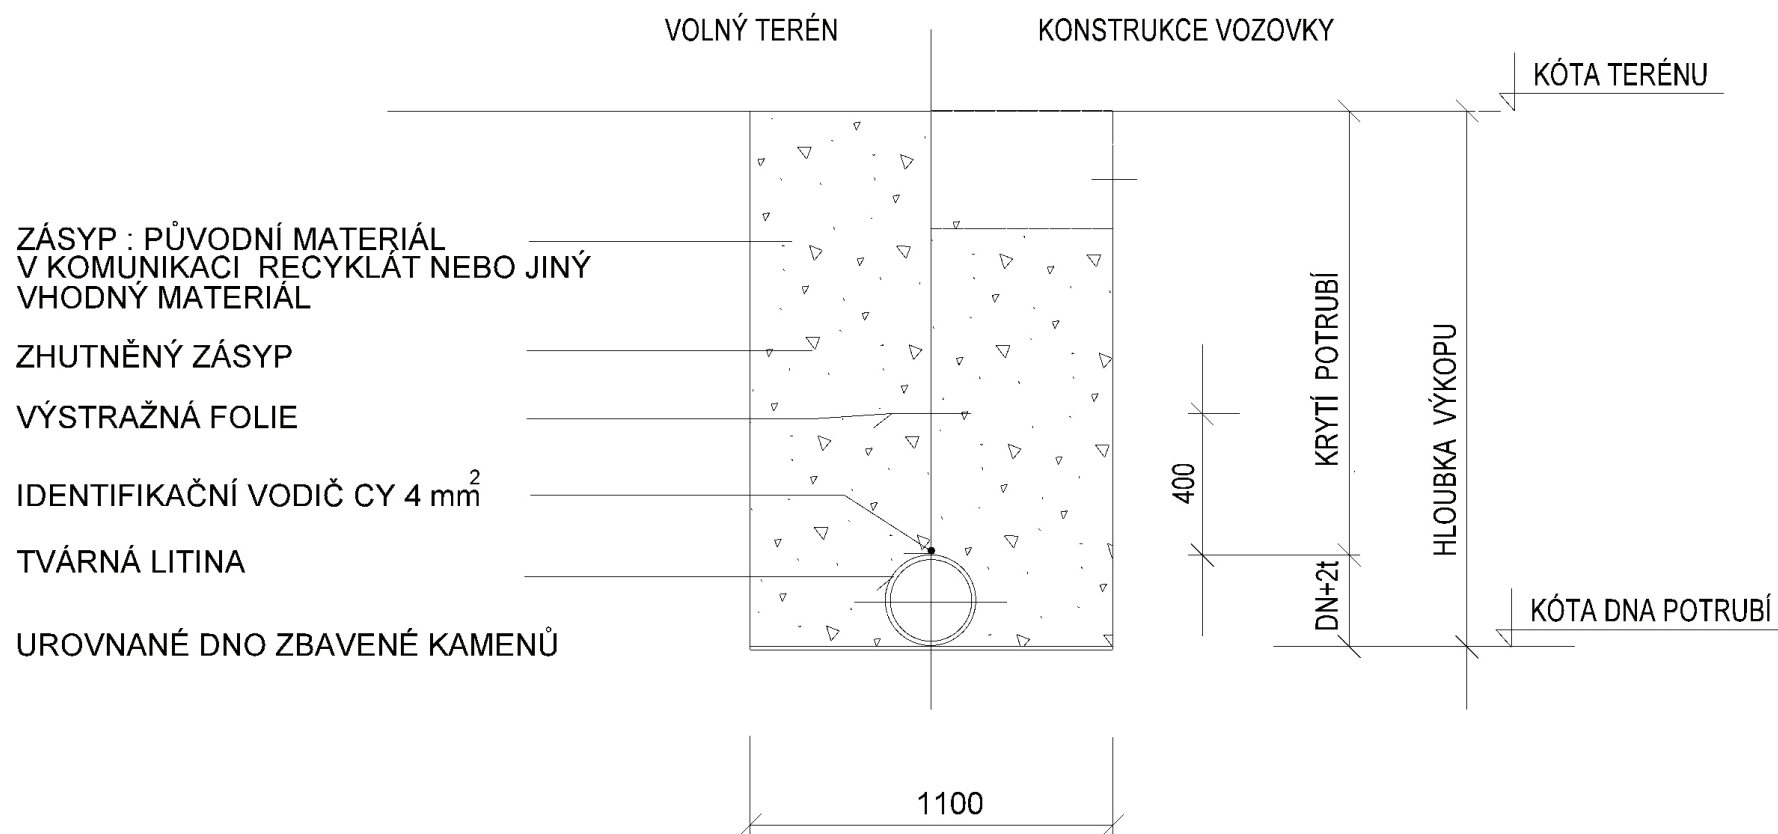 VOLNÝ TERÉN
KONSTRUKCE VOZOVKY
KÓTA TERÉNU
ZÁSYP : PŮVODNÍ MATERIÁL
V KOMUNIKACI RECYKLÁT NEBO JINÝ
VHODNÝ MATERIÁL
ZHUTNĚNÝ ZÁSYP
VÝSTRAŽNÁ FOLIE
IDENTIFIKAČNÍ VODIČ CY 4 mm²
TVÁRNÁ LITINA
UROVNANÉ DNO ZBAVENÉ KAMENŮ
400
KRYTÍ POTRUBÍ
DN+2t
HLOUBKA VÝKOPU
KÓTA DNA POTRUBÍ
1100